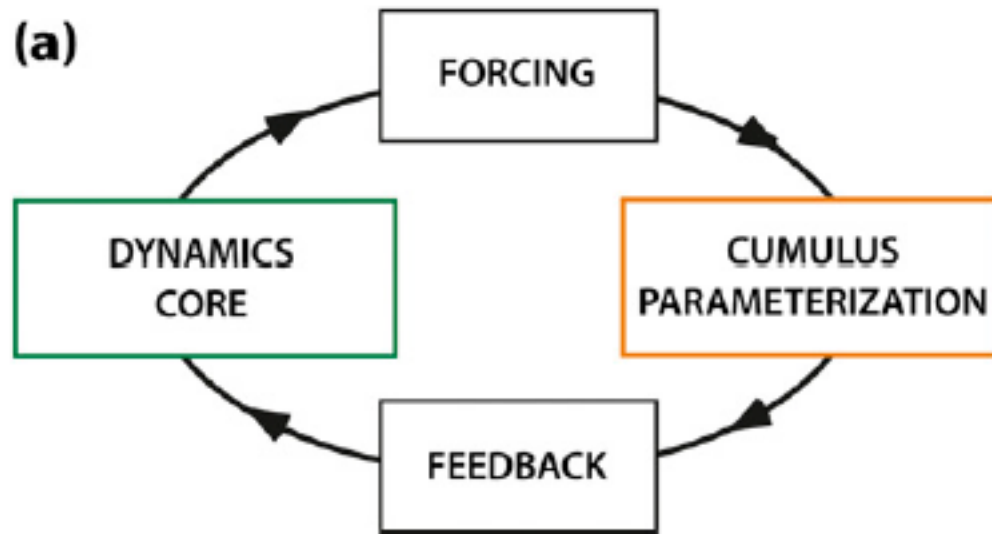 (a)
FORCING
DYNAMICS
CORE
CUMULUS
PARAMETERIZATION
FEEDBACK